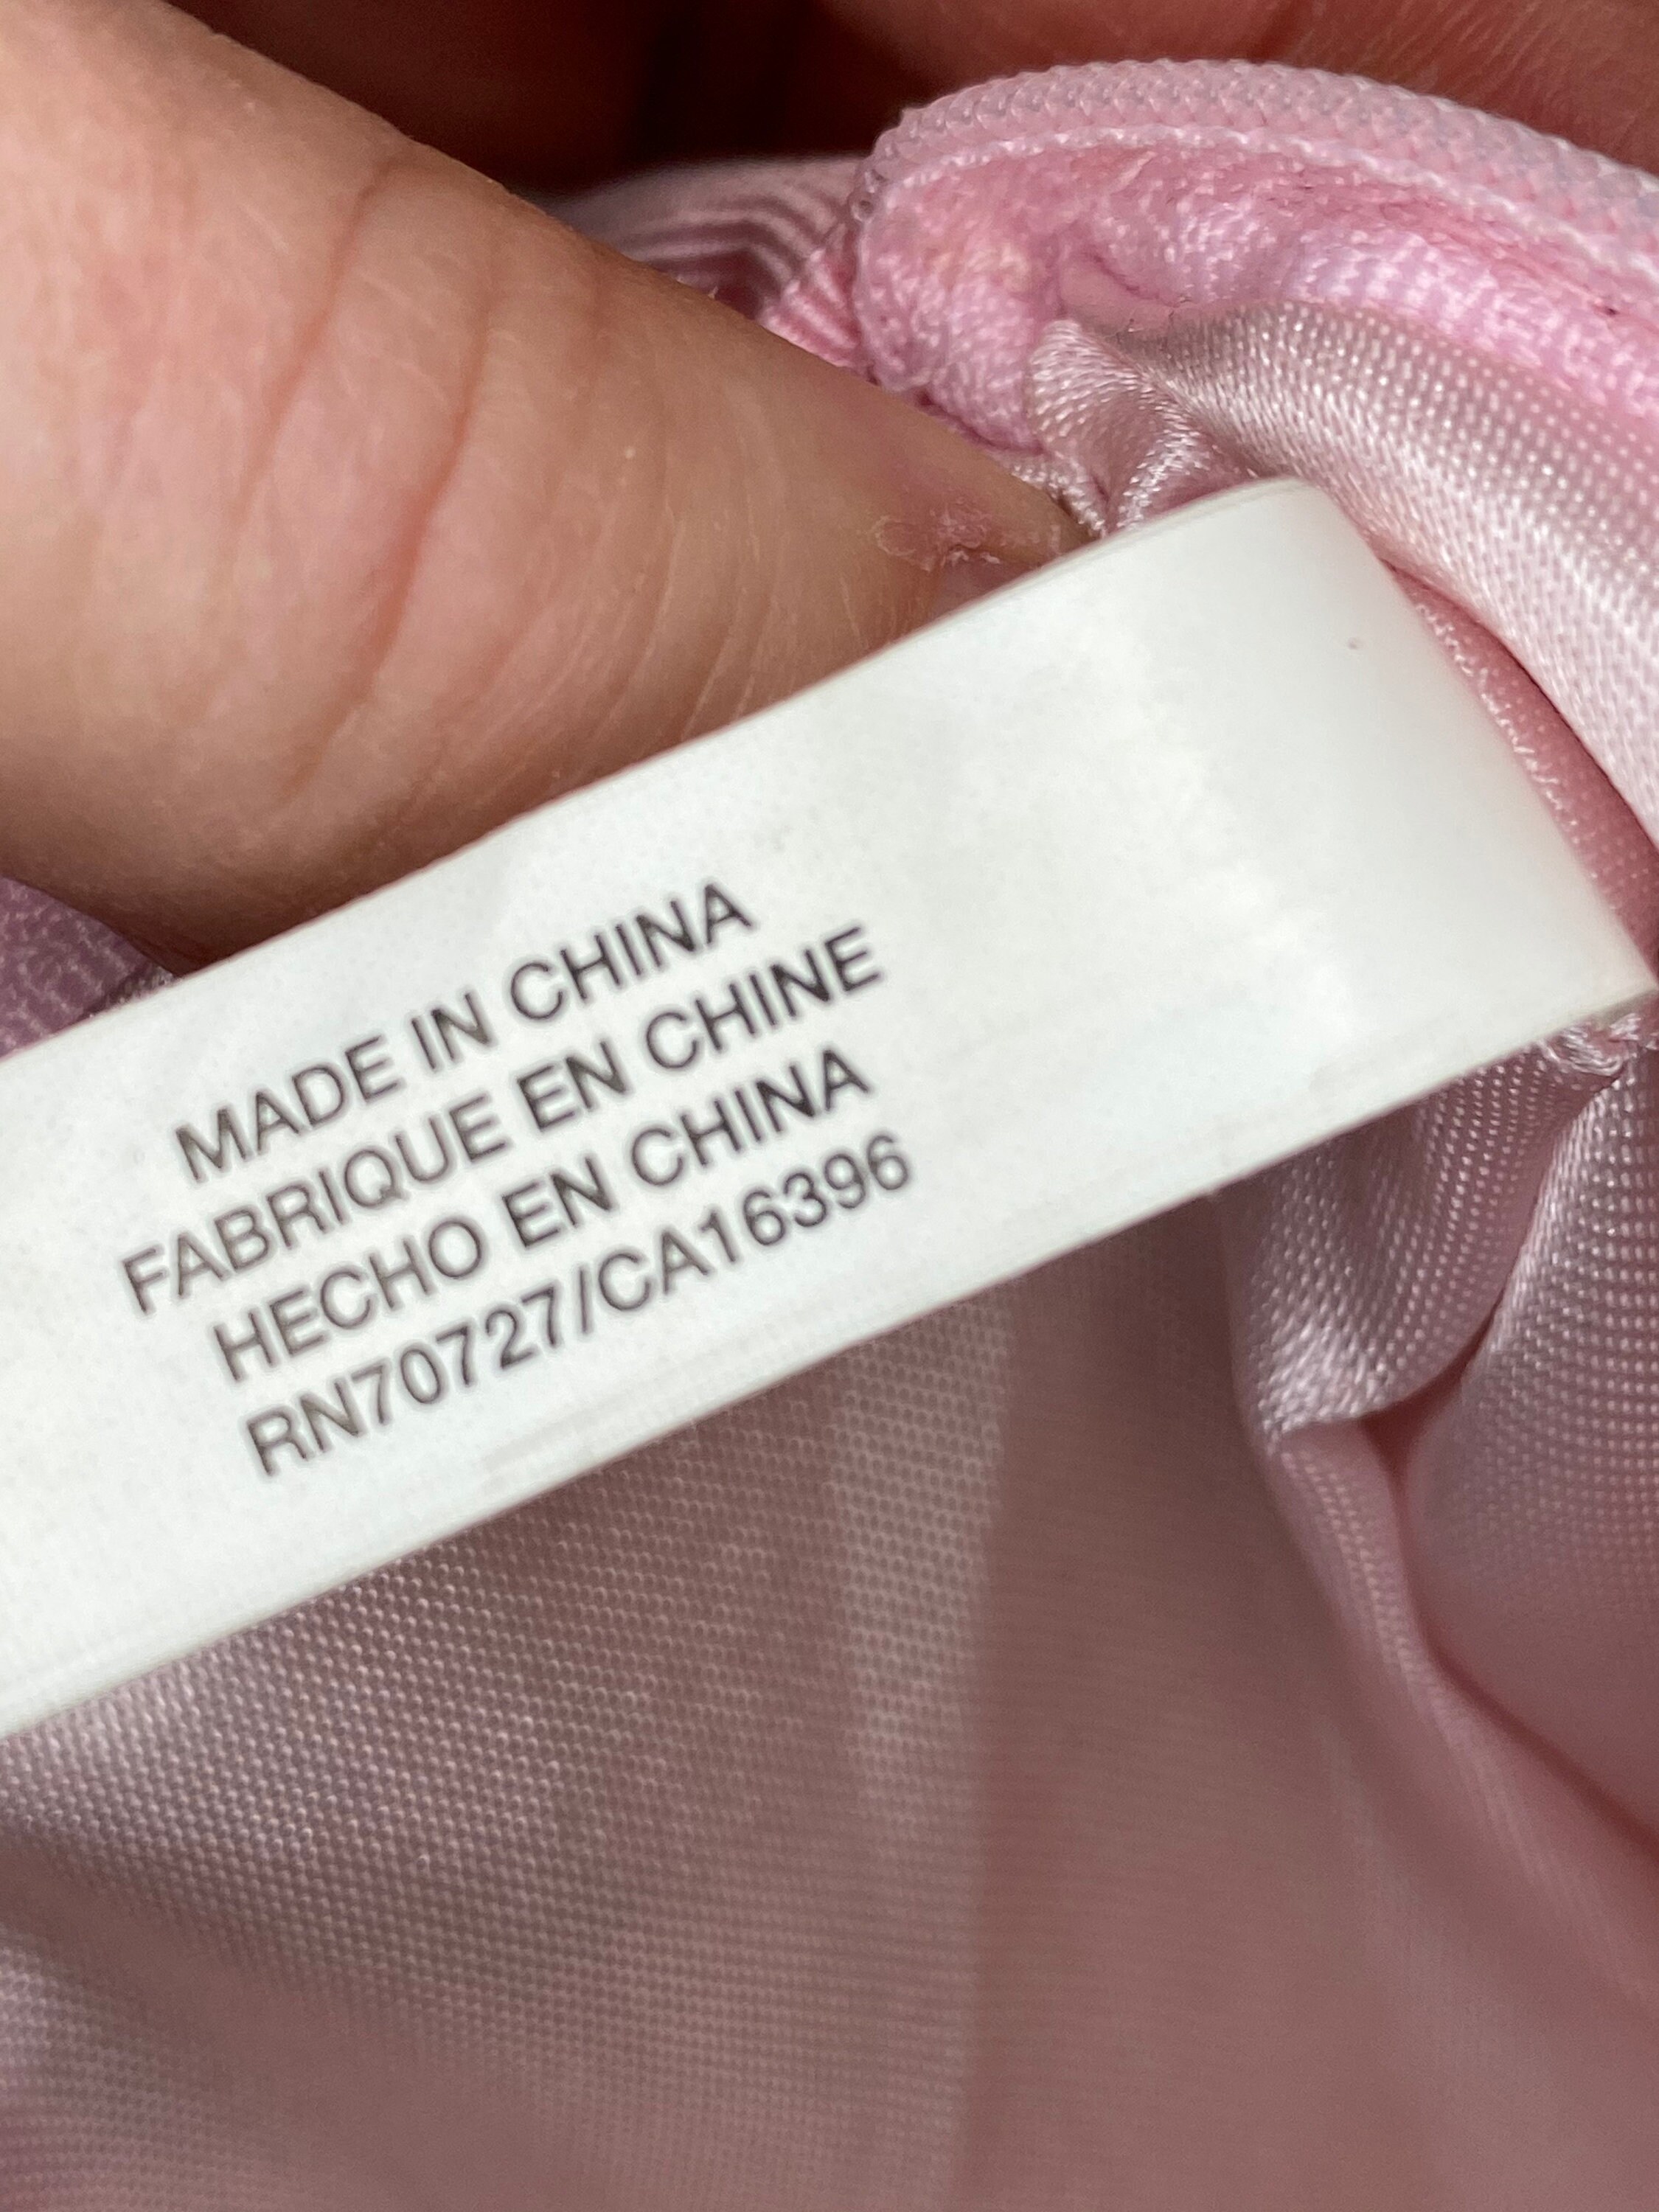 MADE IN CHINA
FABRIQUE EN CHINE
HECHO EN CHINA
RN70727/CA16396